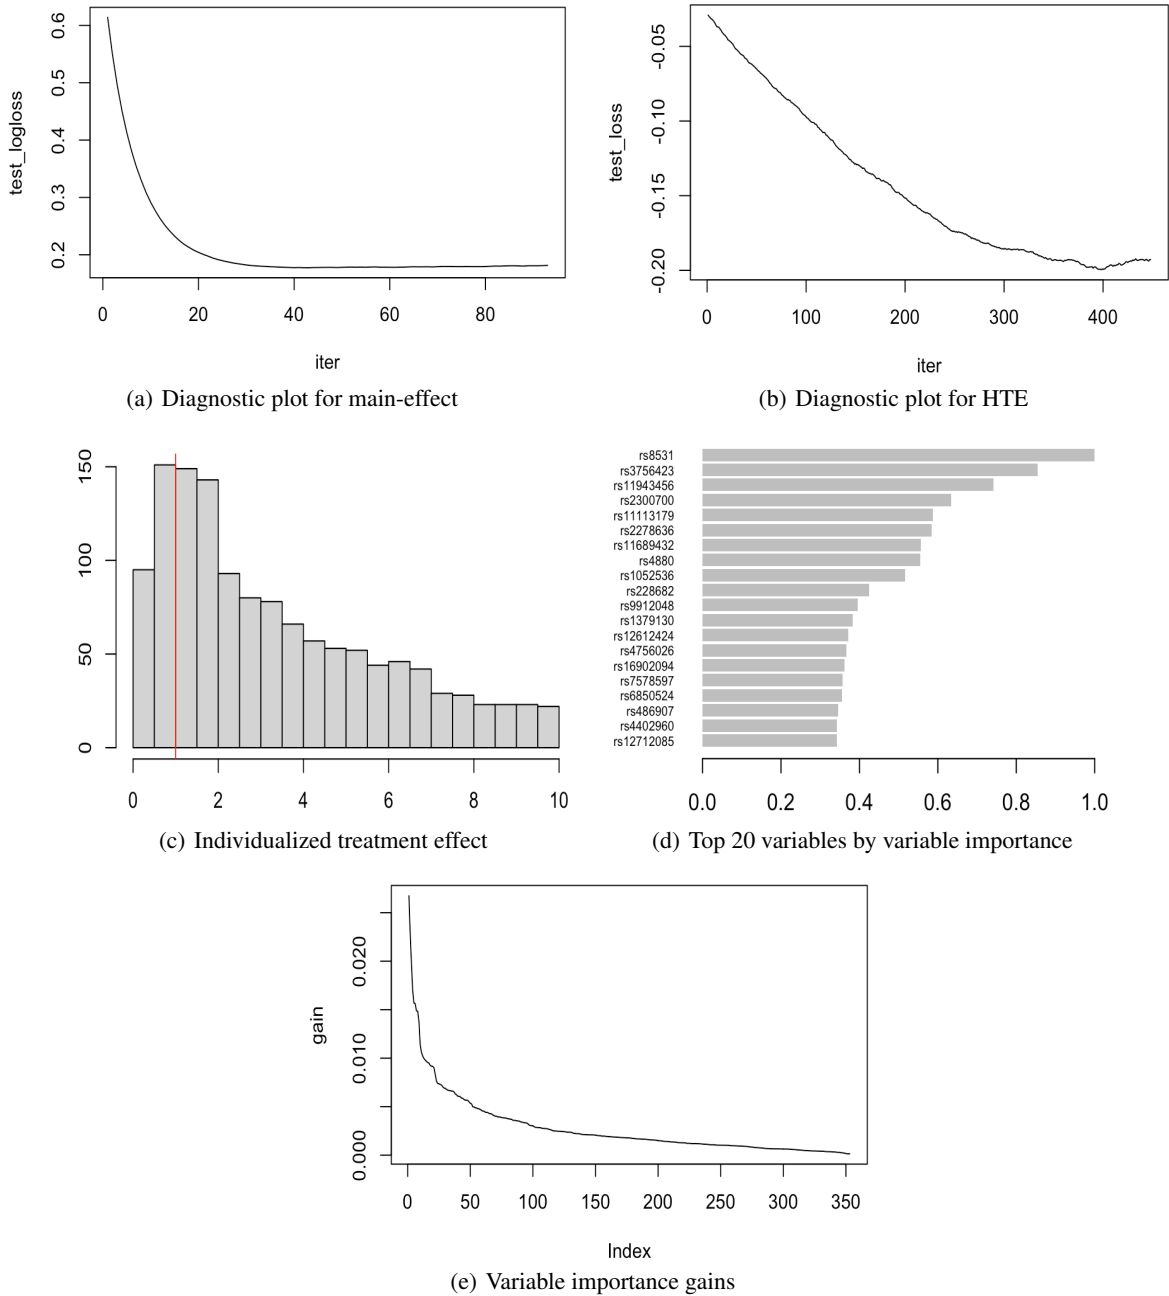 0.6
0.5
0.4
0.3
0.2
test_logloss
0 20 40 60 80
iter
(a) Diagnostic plot for main-effect
-0.05
-0.10
-0.15
-0.20
test_loss
0 100 200 300 400
iter
(b) Diagnostic plot for HTE
150
100
50
0
0 2 4 6 8 10
(c) Individualized treatment effect
rs8531
rs3756423
rs11943456
rs2300700
rs11113179
rs2278636
rs11689432
rs4880
rs1052536
rs228682
rs9912048
rs1379130
rs12612424
rs4756026
rs16902094
rs7578597
rs6850524
rs486907
rs4402960
rs12712085
0.0 0.2 0.4 0.6 0.8 1.0
(d) Top 20 variables by variable importance
0.020
0.010
0.000
gain
0 50 100 150 200 250 300 350
Index
(e) Variable importance gains